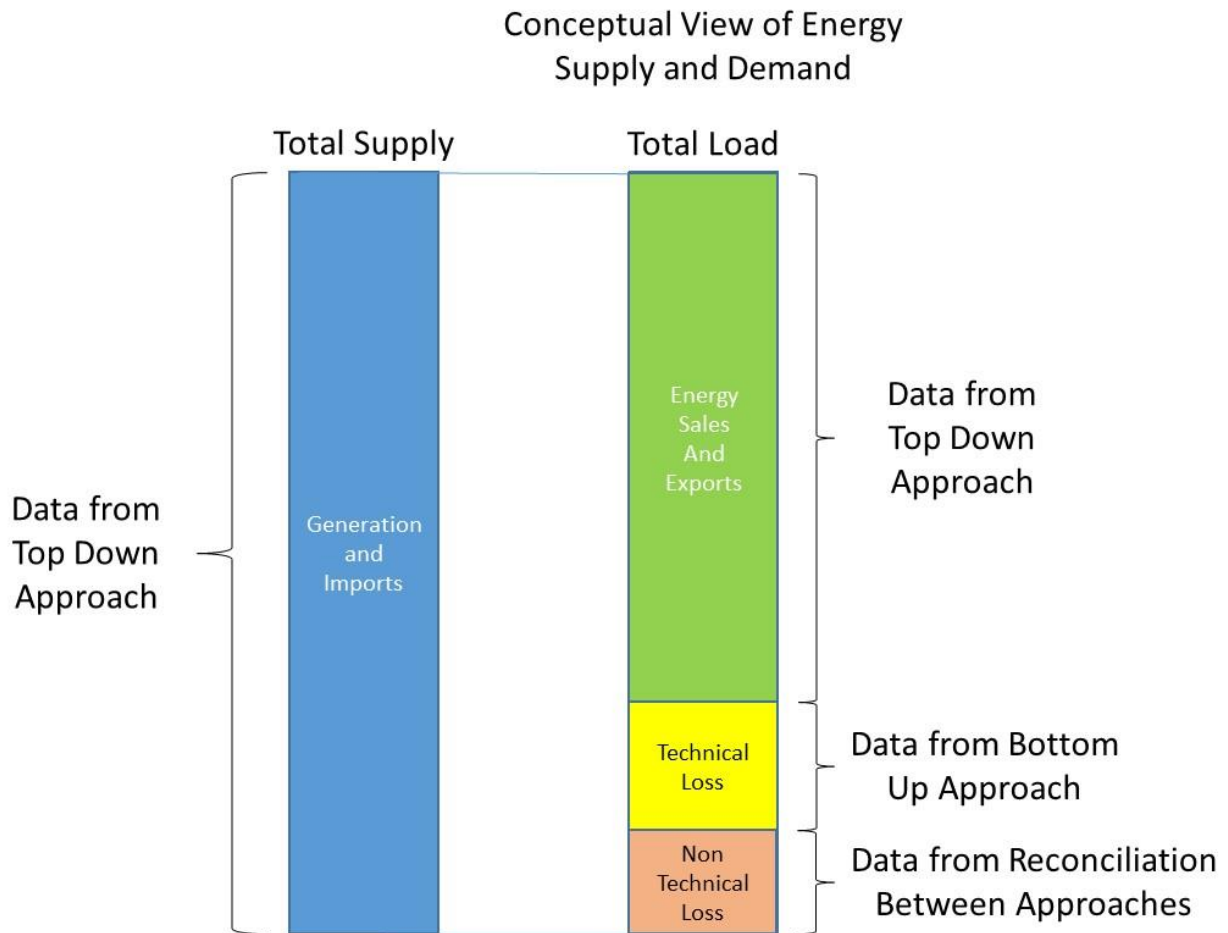 Conceptual View of Energy
Supply and Demand
Total Supply
Total Load
Data from
Top Down
Approach
Generation
and
Imports
Energy
Sales
And
Exports
Data from
Top Down
Approach
Technical
Loss
Data from Bottom
Up Approach
Non
Technical
Loss
Data from Reconciliation
Between Approaches